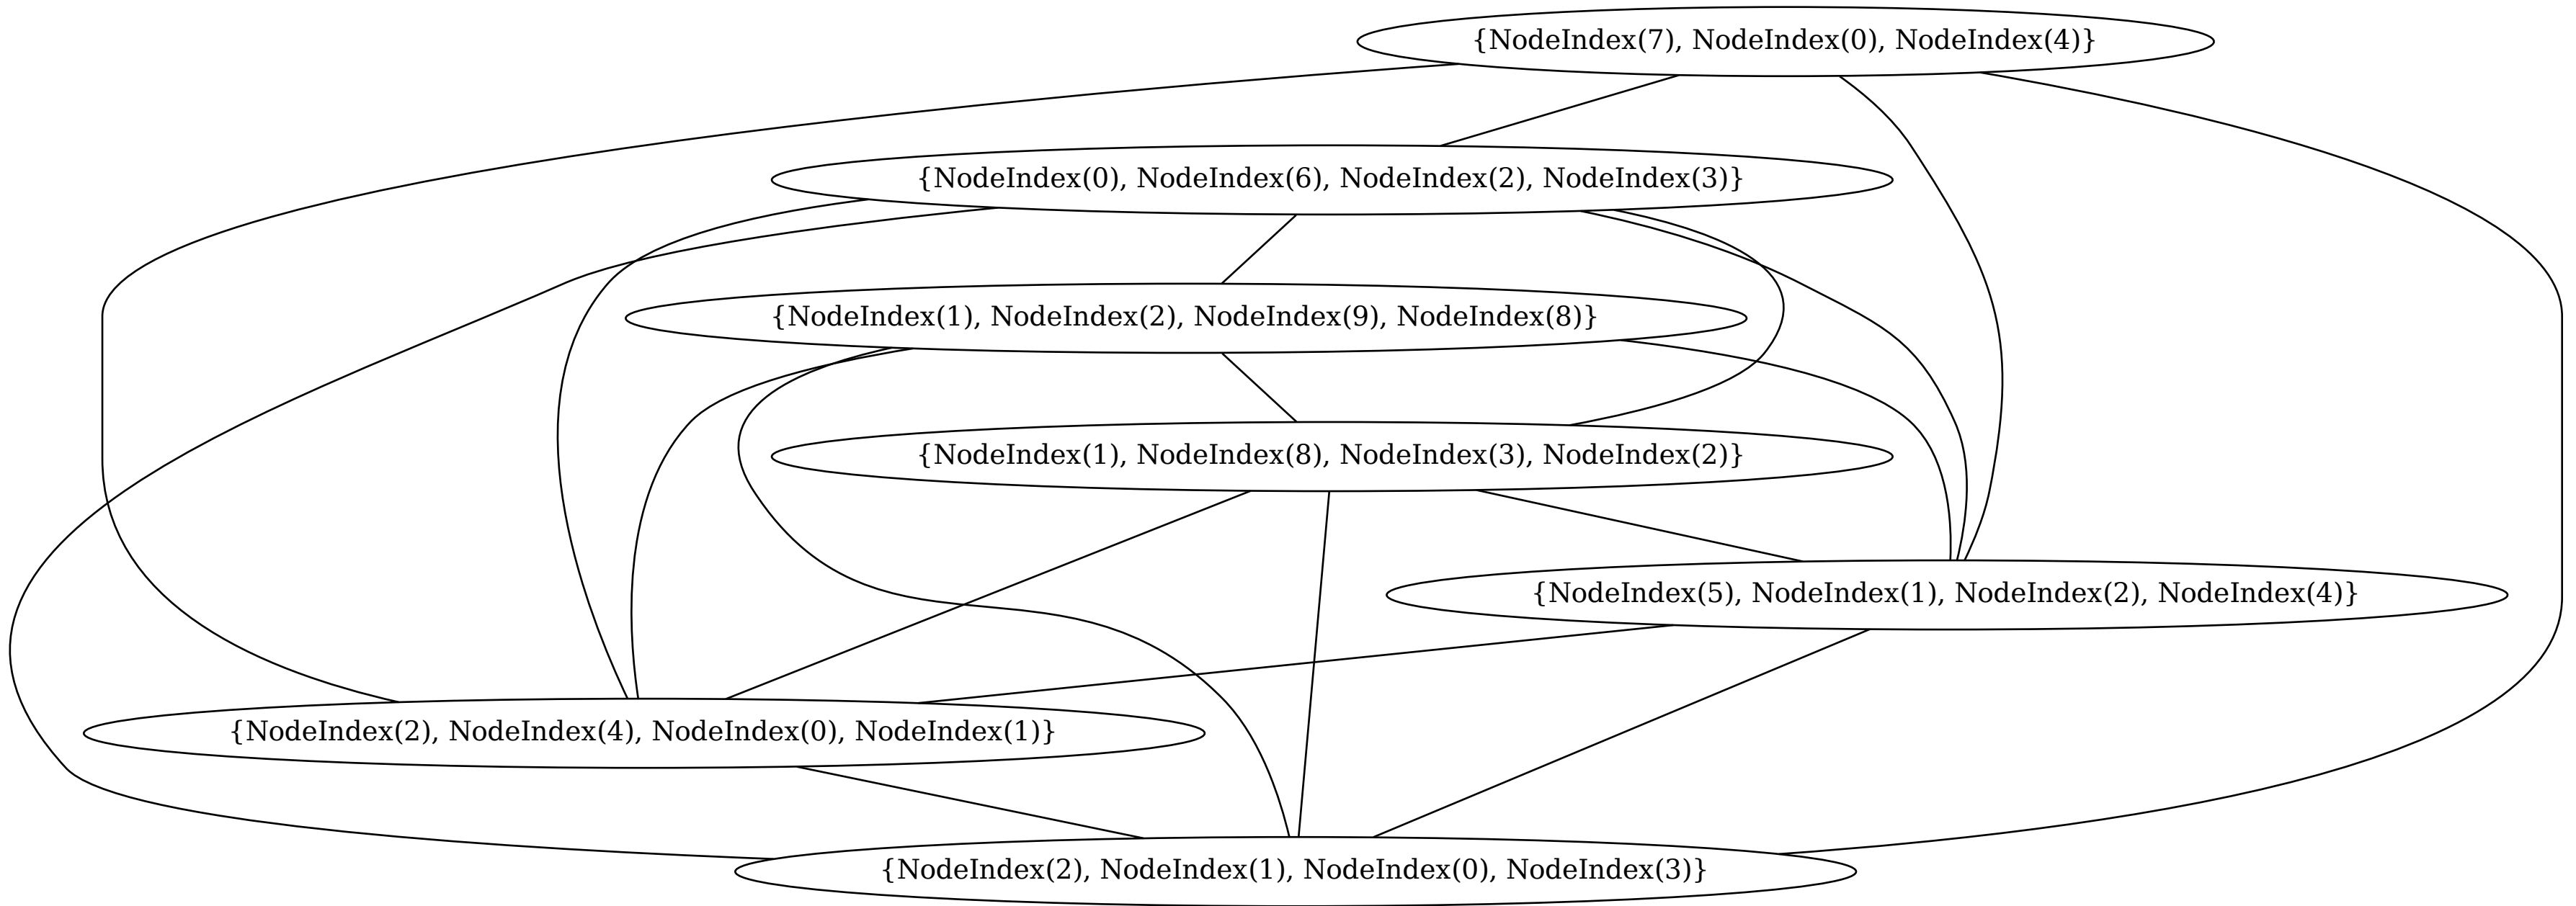 {NodeIndex(7), NodeIndex(0), NodeIndex(4)}
{NodeIndex(0), NodeIndex(6), NodeIndex(2), NodeIndex(3)}
{NodeIndex(1), NodeIndex(2), NodeIndex(9), NodeIndex(8)}
{NodeIndex(1), NodeIndex(8), NodeIndex(3), NodeIndex(2)}
{NodeIndex(5), NodeIndex(1), NodeIndex(2), NodeIndex(4)}
{NodeIndex(2), NodeIndex(4), NodeIndex(0), NodeIndex(1)}
{NodeIndex(2), NodeIndex(1), NodeIndex(0), NodeIndex(3)}